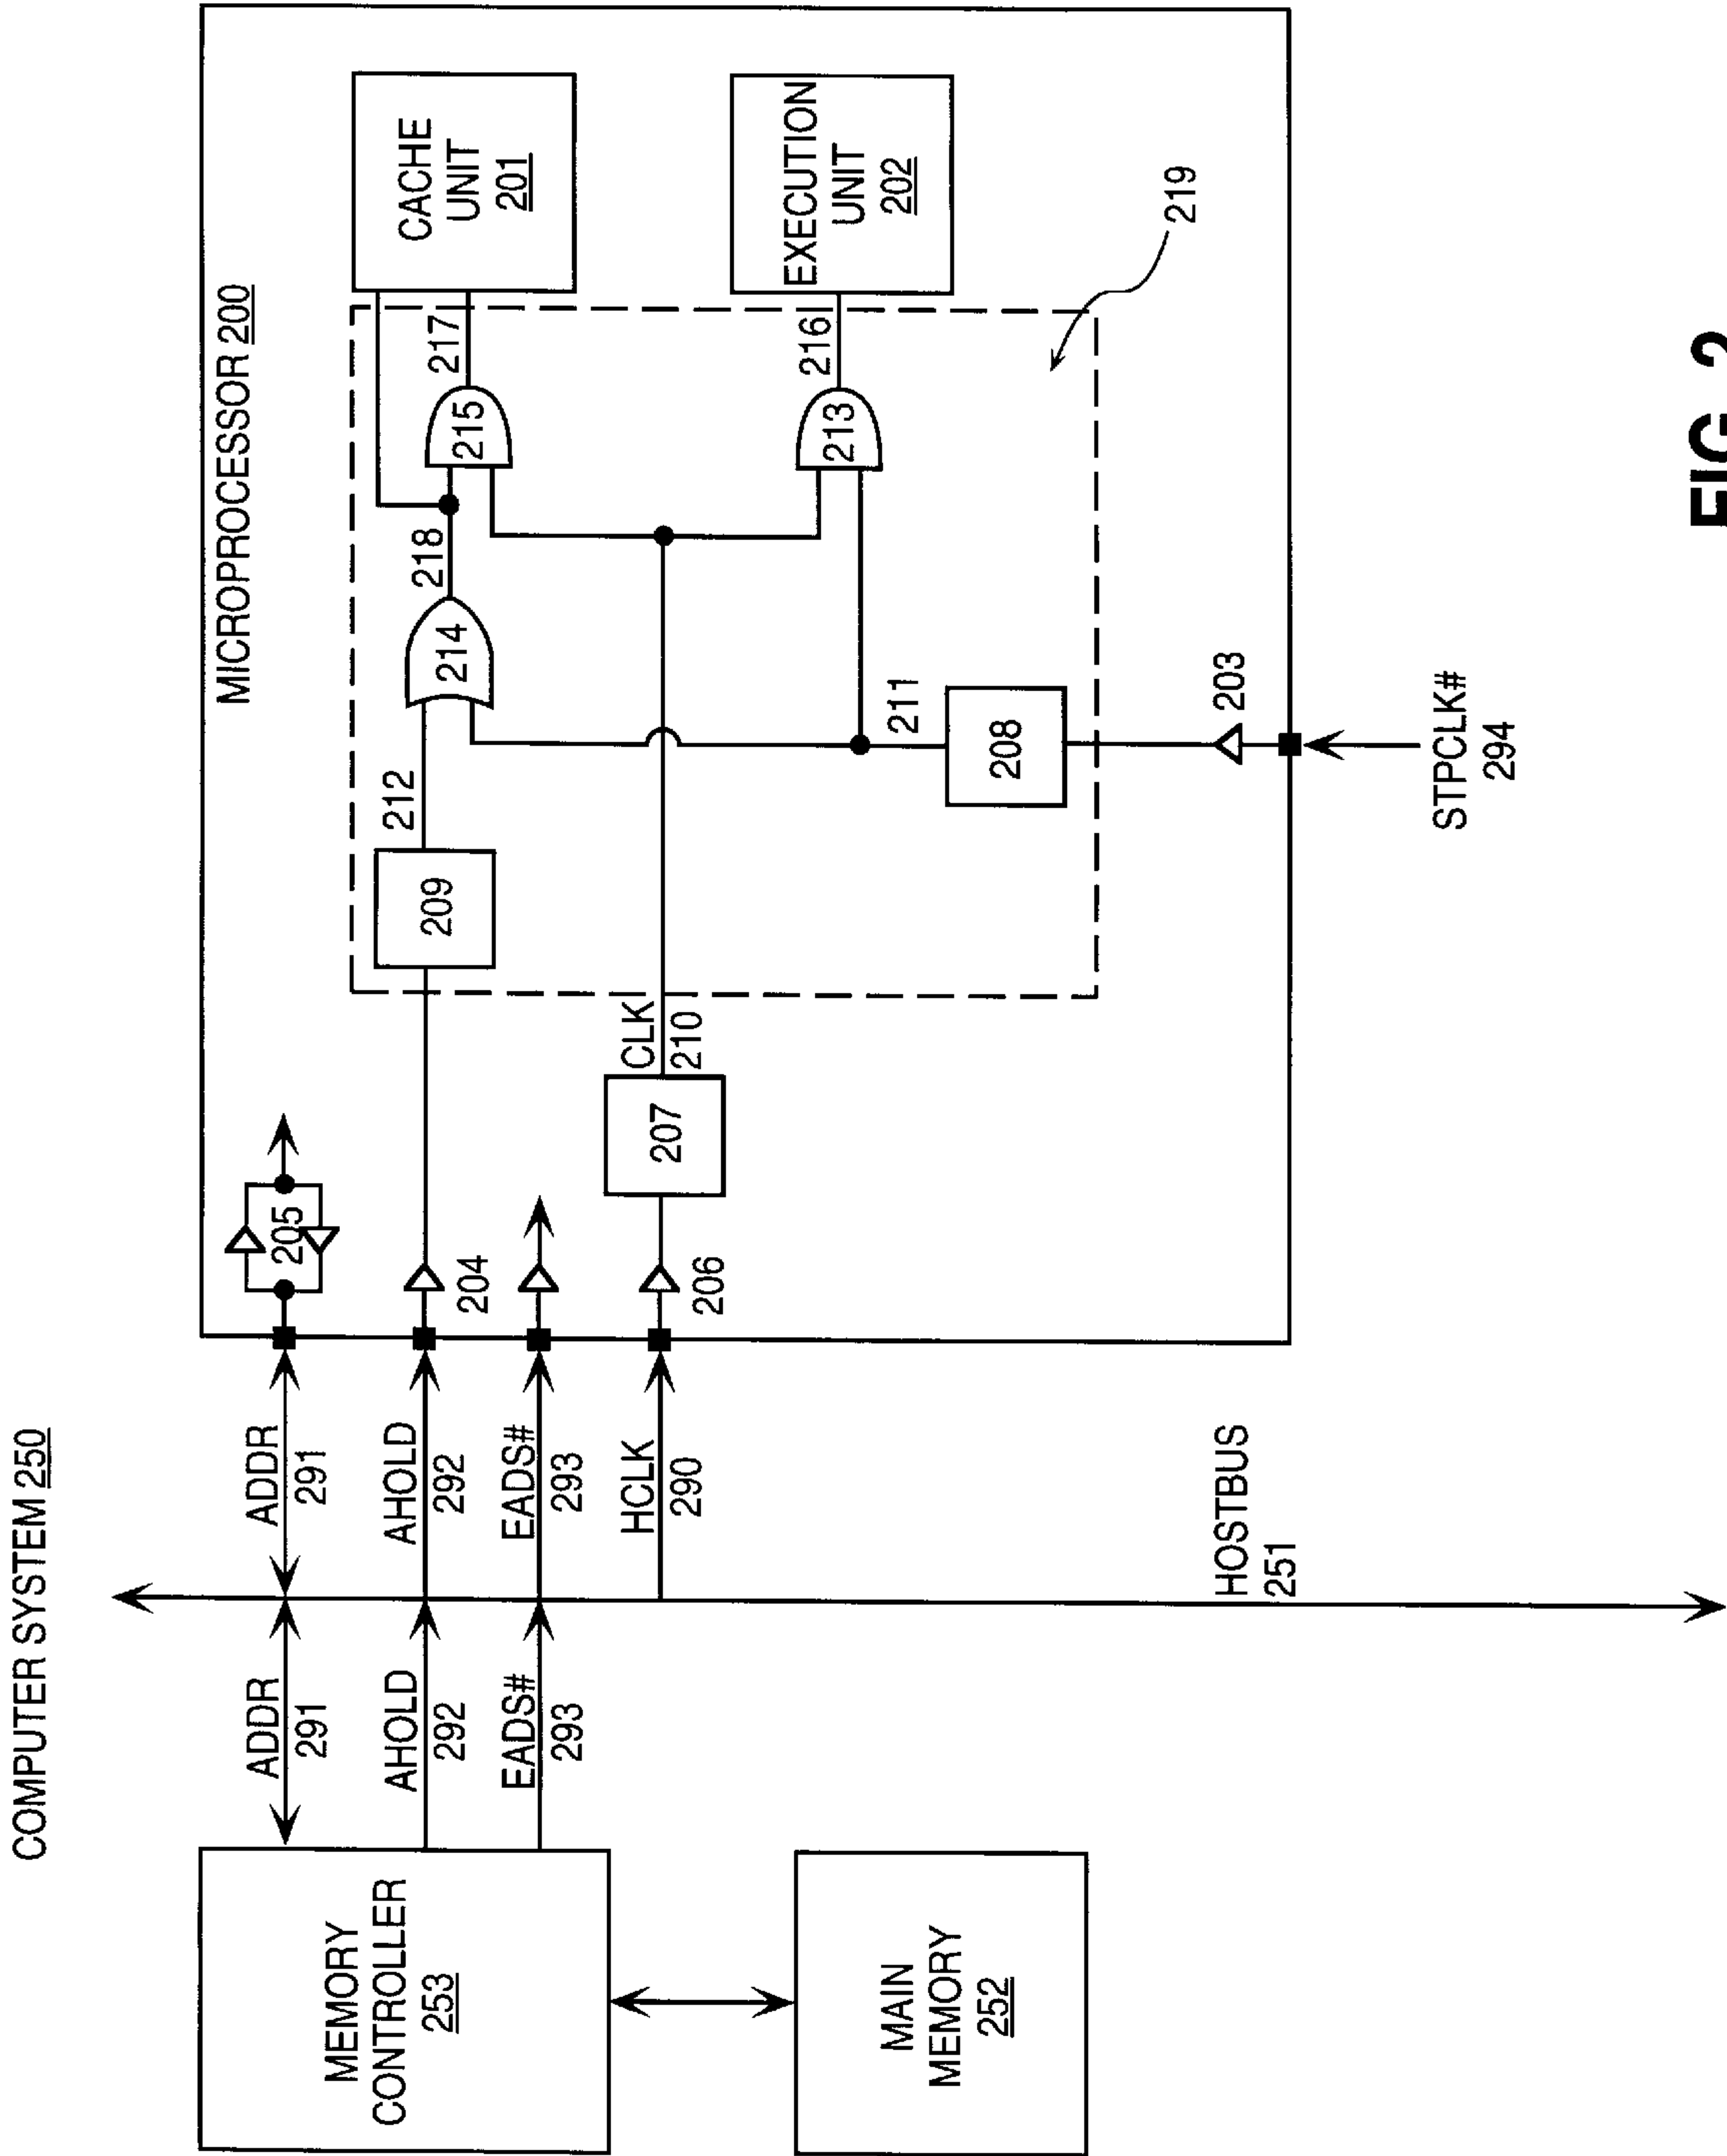 COMPUTER SYSTEM 250
MICROPROCESSOR 200
MEMORY
CONTROLLER
253
MAIN
MEMORY
252
ADDR
291
AHOLD
292
EADS#
293
ADDR
291
AHOLD
292
EADS#
293
HCLK
290
HOSTBUS
251
205
204
206
207
CLK
210
209
212
214
218
215
217
CACHE
UNIT
201
213
216
EXECUTION
UNIT
202
211
208
203
STPCLK#
294
219
FIG. 2